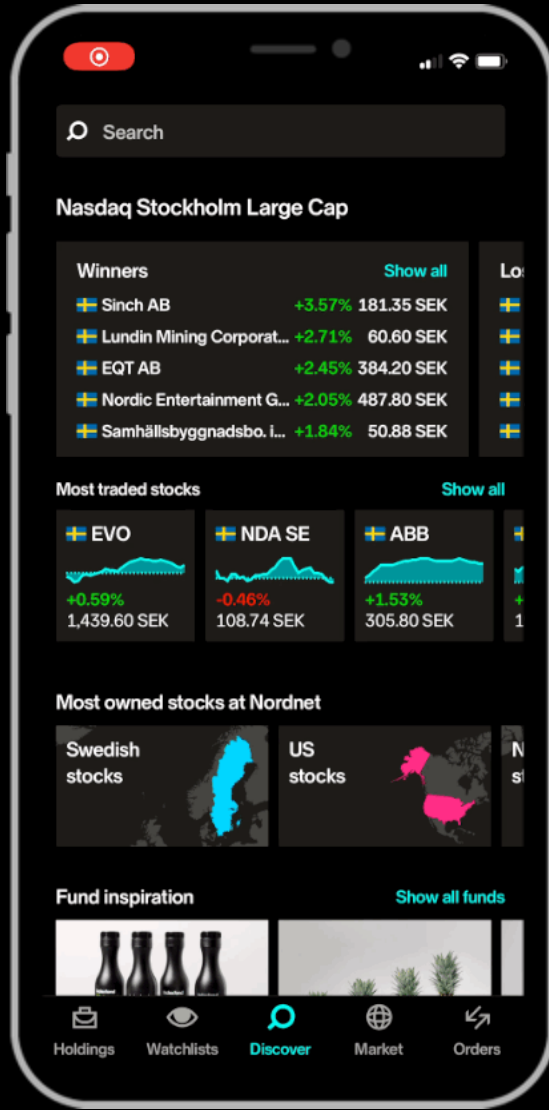 Search
Nasdaq Stockholm Large Cap
Winners Show all
Sinch AB +3.57% 181.35 SEK
Lundin Mining Corporat... +2.71% 60.60 SEK
EQT AB +2.45% 384.20 SEK
Nordic Entertainment G... +2.05% 487.80 SEK
Samhällsbyggnadsbo. i... +1.84% 50.88 SEK
Most traded stocks Show all
EVO
+0.59%
1,439.60 SEK
NDA SE
-0.46%
108.74 SEK
ABB
+1.53%
305.80 SEK
Most owned stocks at Nordnet
Swedish
stocks
US
stocks
Fund inspiration Show all funds
Holdings Watchlists Discover Market Orders